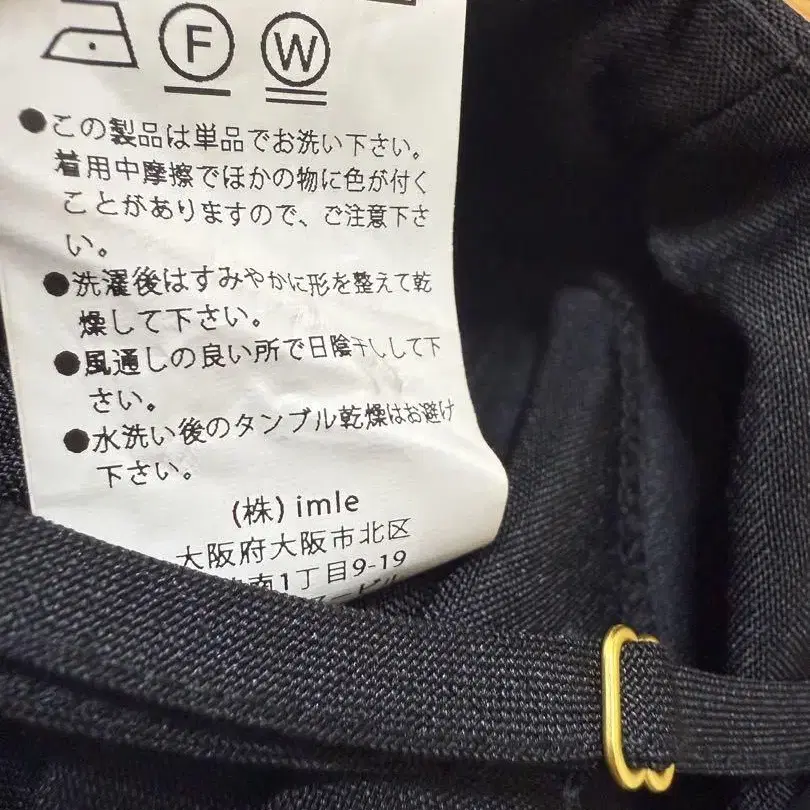 F W
●この製品は単品でお洗い下さい。
着用中摩擦でほかの物に色が付く
ことがありますので、ご注意下さ
い。
●洗濯後はすみやかに形を整えて乾
燥して下さい。
●風通しの良い所で日陰干しして下
さい。
●水洗い後のタンブル乾燥はお避け
下さい。
(株) imle
大阪府大阪市北区
南1丁目9-19